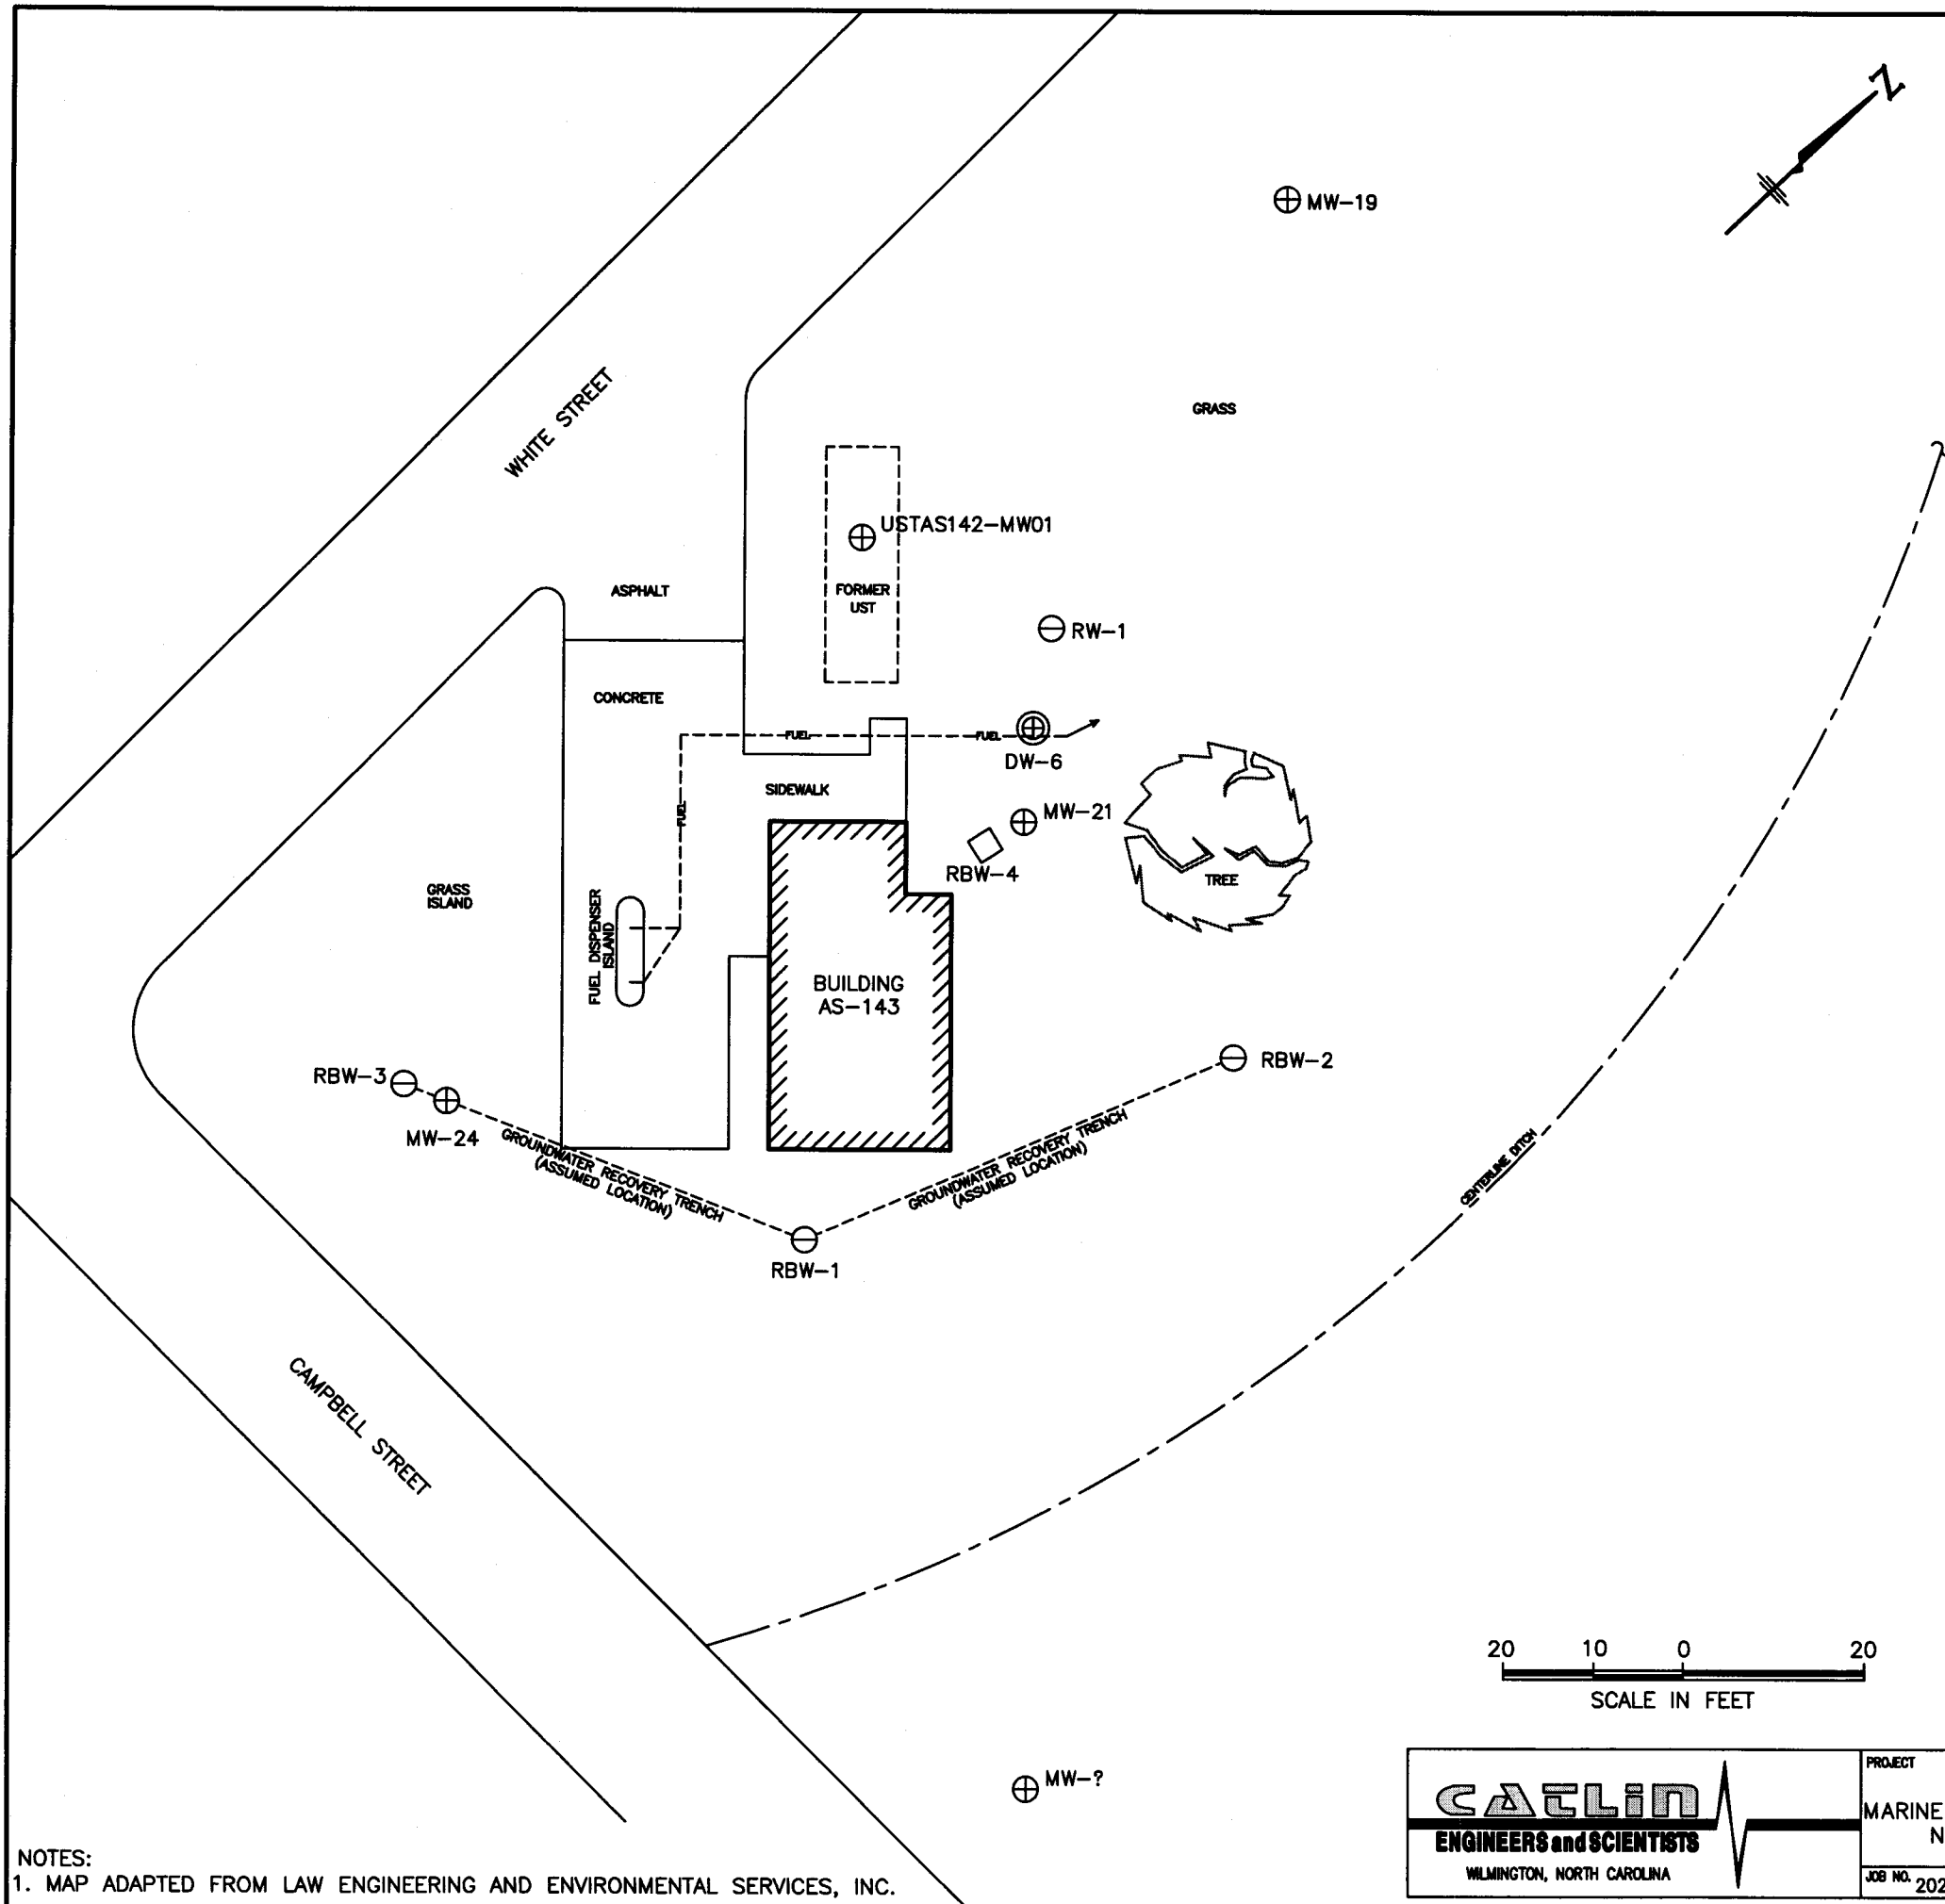 N
MW-19
WHITE STREET
GRASS
USTAS142-MW01
ASPHALT
FORMER
UST
RW-1
CONCRETE
FUEL
FUEL
DW-6
SIDEWALK
FUEL
MW-21
RBW-4
TREE
GRASS
ISLAND
FUEL DISPENSER
ISLAND
BUILDING
AS-143
RBW-2
RBW-3
MW-24
GROUNDWATER RECOVERY TRENCH
(ASSUMED LOCATION)
GROUNDWATER RECOVERY TRENCH
(ASSUMED LOCATION)
CENTERLINE DITCH
RBW-1
CAMPBELL STREET
20 10 0 20
SCALE IN FEET
MW-?
CATLIN
ENGINEERS and SCIENTISTS
WILMINGTON, NORTH CAROLINA
PROJECT
MARINE
N
JOB NO. 202
NOTES:
1. MAP ADAPTED FROM LAW ENGINEERING AND ENVIRONMENTAL SERVICES, INC.